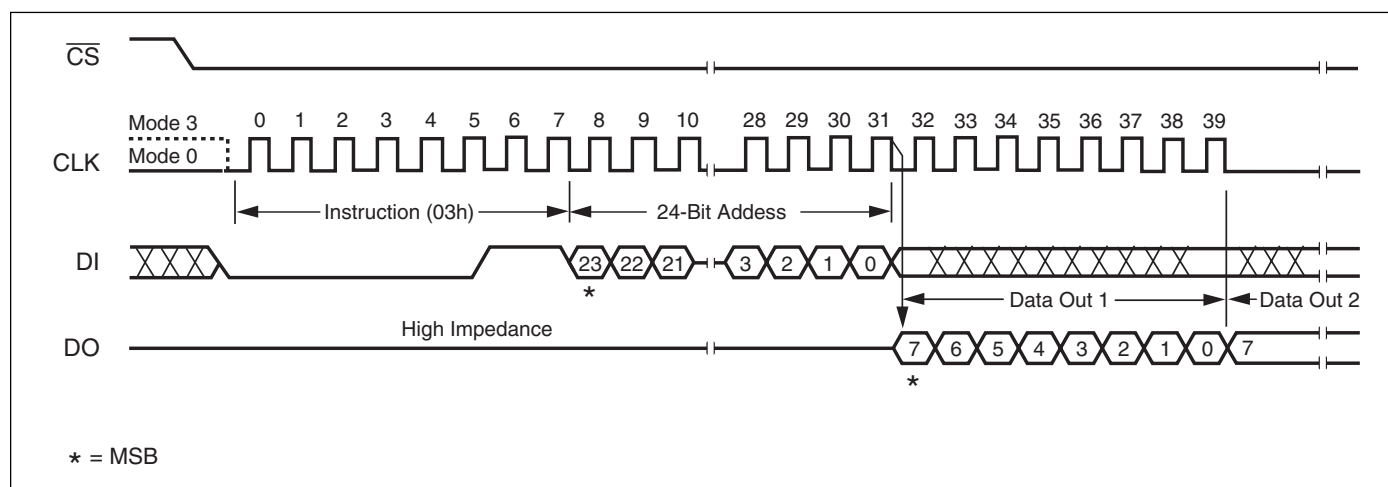 CS
Mode 3
0 1 2 3 4 5 6 7 8 9 10 28 29 30 31 32 33 34 35 36 37 38 39
Mode 0
CLK
Instruction (03h)
24-Bit Addess
DI
23 22 21 3 2 1 0
*
Data Out 1
Data Out 2
High Impedance
DO
7 6 5 4 3 2 1 0 7
*
* = MSB